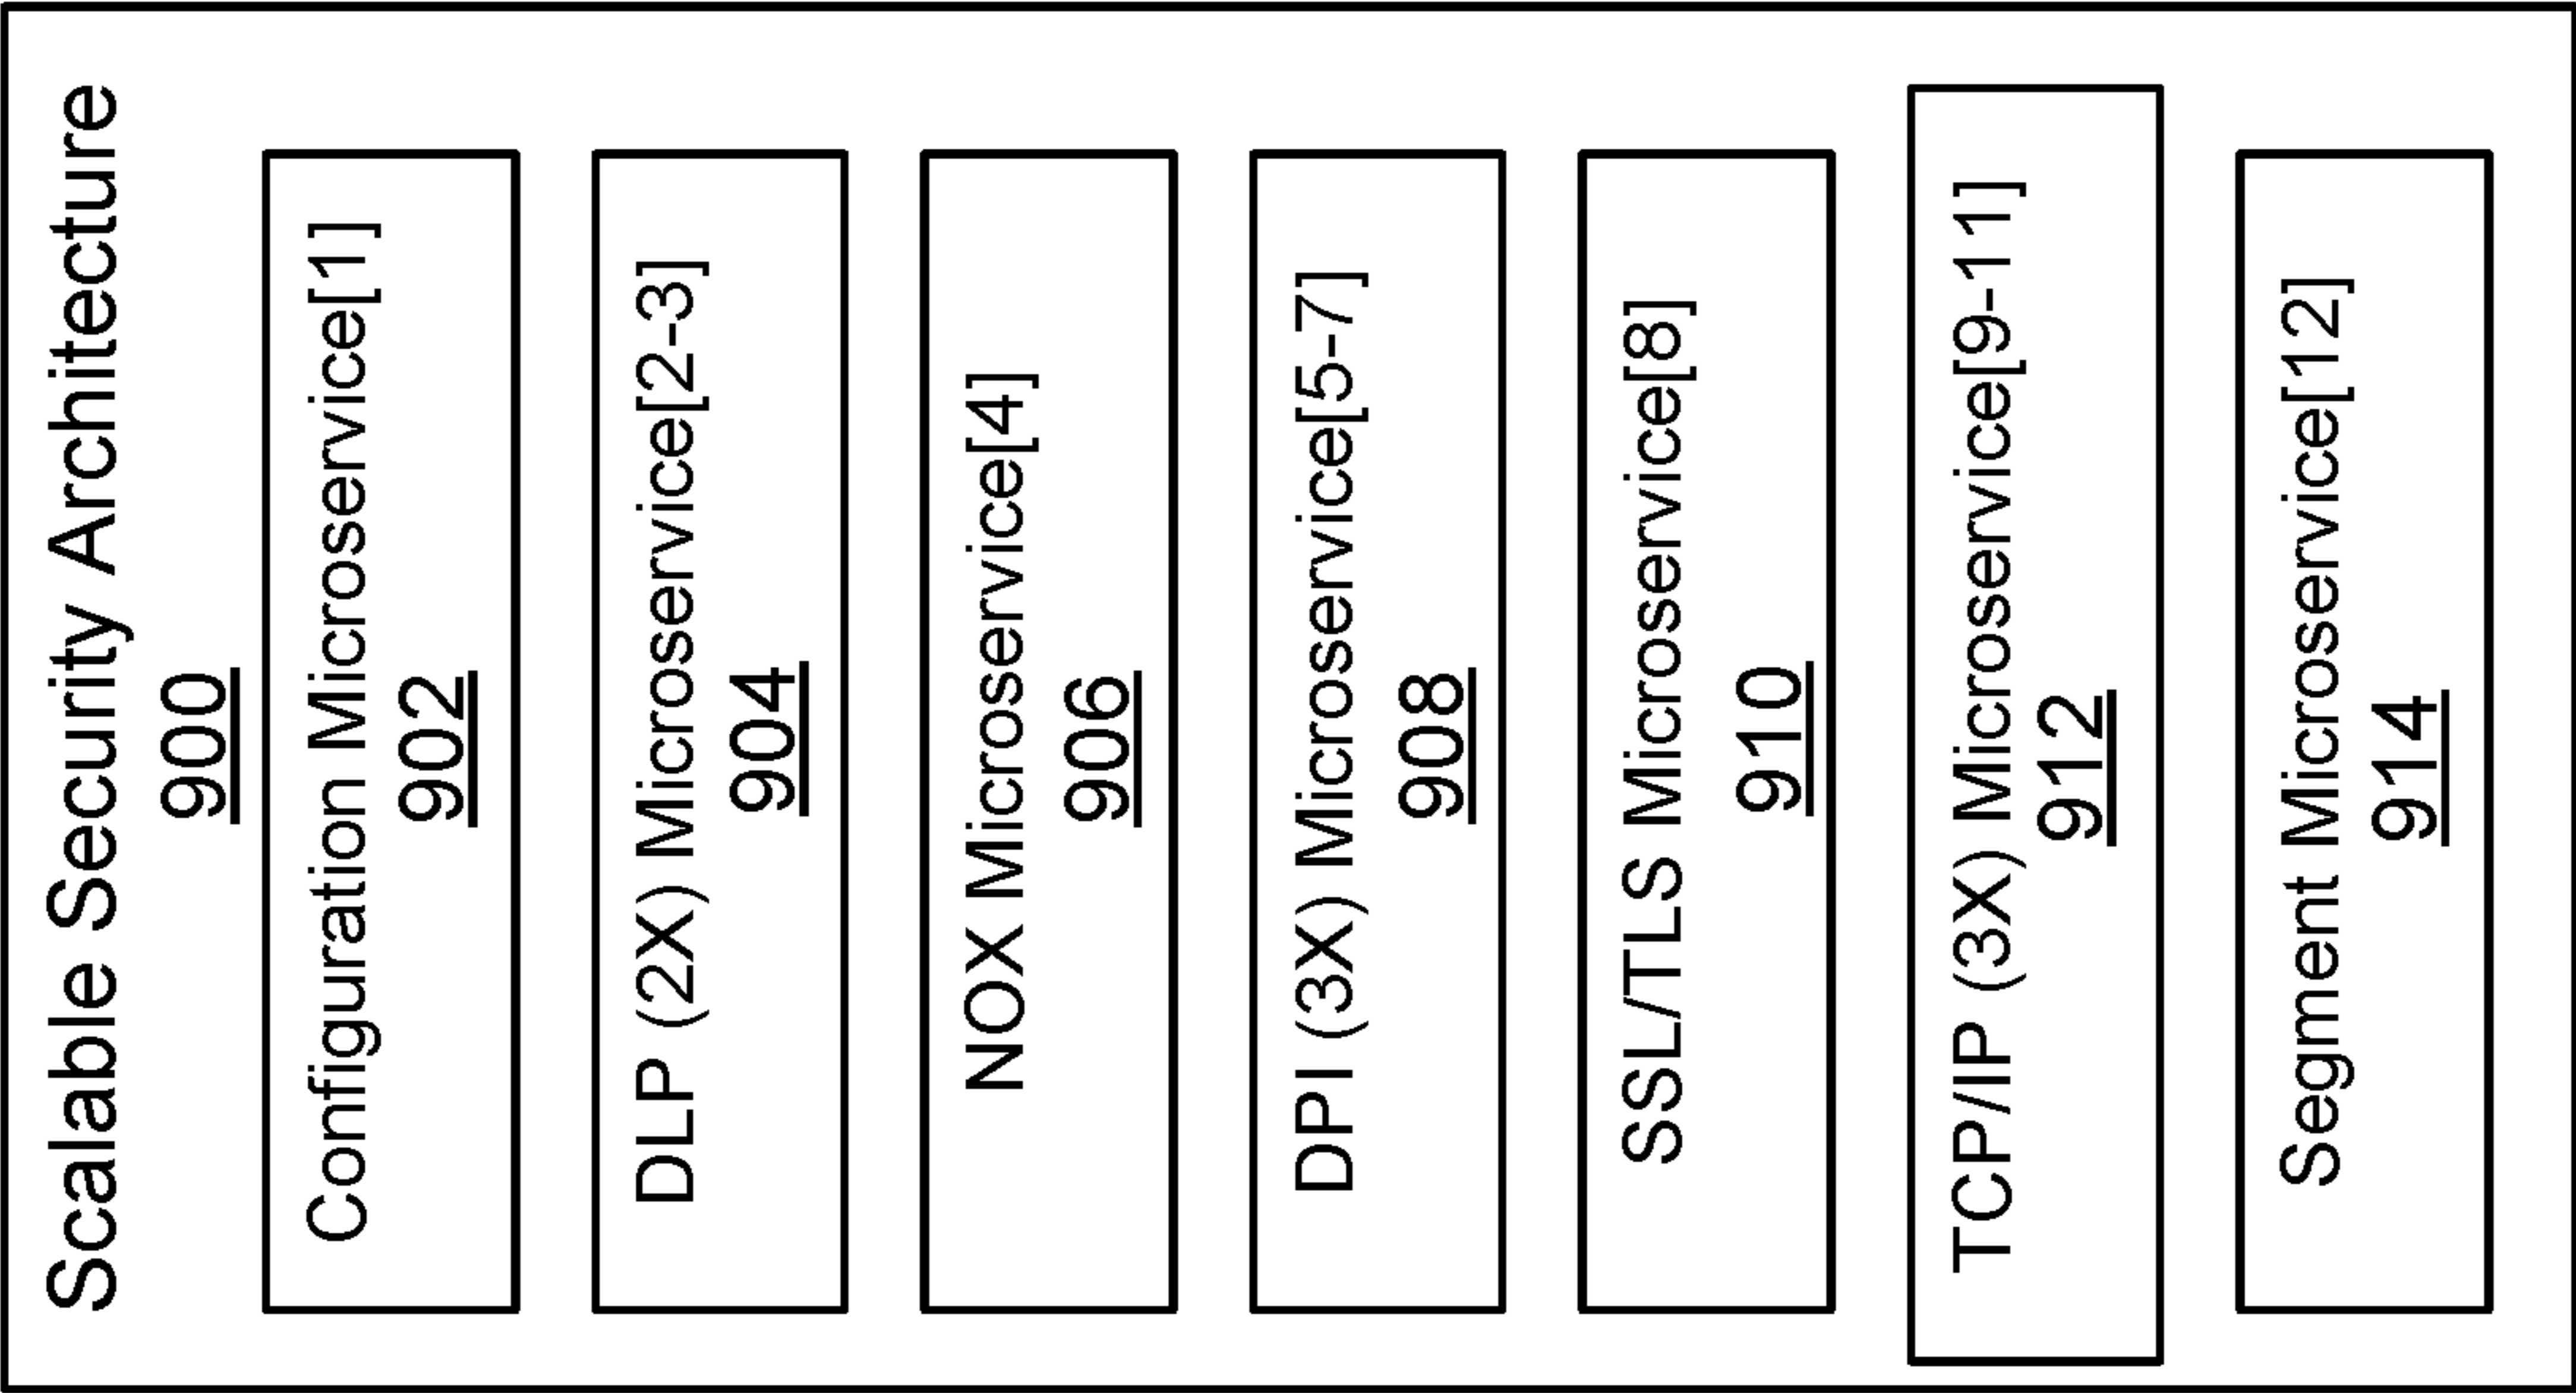 Scalable Security Architecture
900
Configuration Microservice[1]
902
DLP (2X) Microservice[2-3]
904
NOX Microservice[4]
906
DPI (3X) Microservice[5-7]
908
SSL/TLS Microservice[8]
910
TCP/IP (3X) Microservice[9-11]
912
Segment Microservice[12]
914